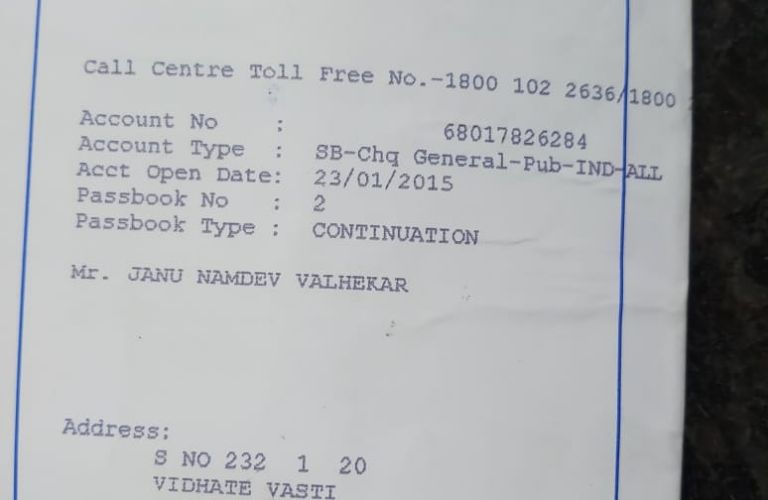 Call Centre Toll Free No.-1800 102 2636/1800
Account No : 68017826284
Account Type : SB-Chq General-Pub-IND-ALL
Acct Open Date: 23/01/2015
Passbook No : 2
Passbook Type : CONTINUATION
Mr. JANU NAMDEV VALHEKAR
Address:
S NO 232 1 20
VIDHATE VASTI